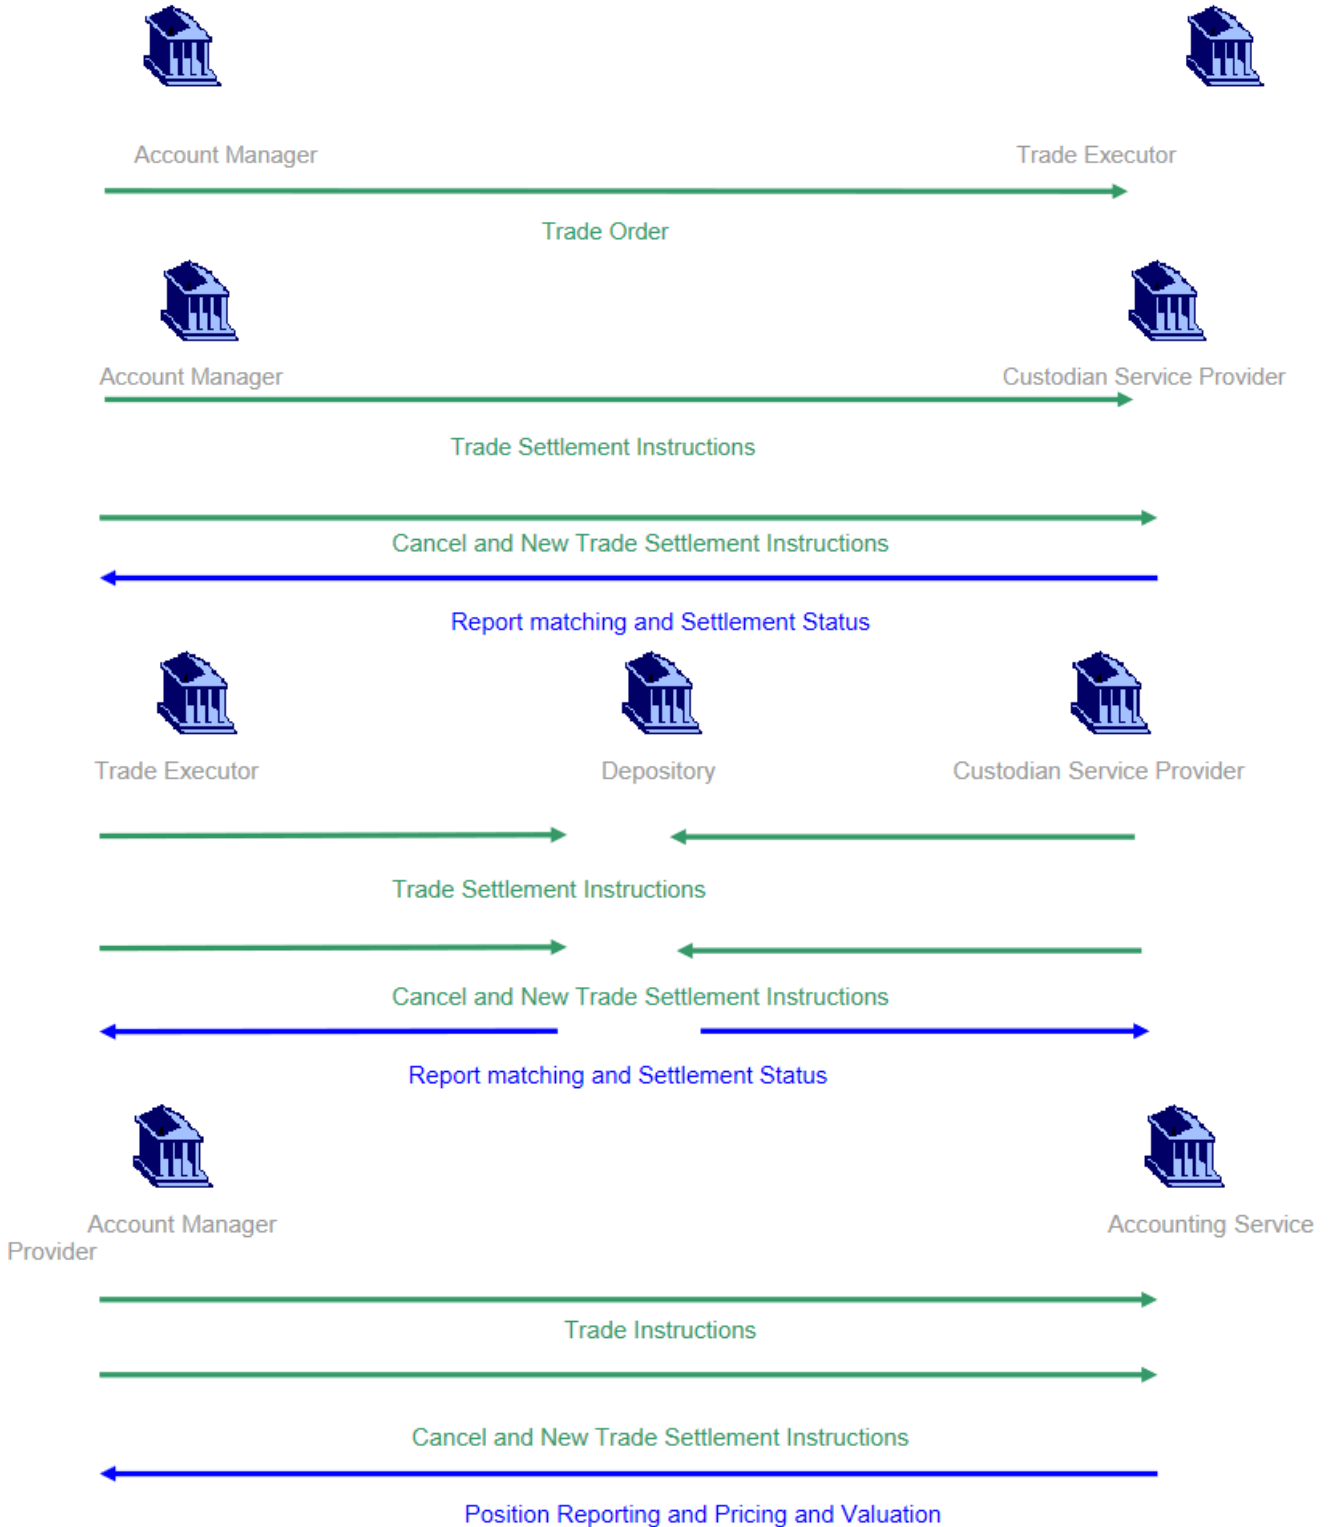 Account Manager Trade Executor
Trade Order
Account Manager Custodian Service Provider
Trade Settlement Instructions
Cancel and New Trade Settlement Instructions
Report matching and Settlement Status
Trade Executor Depository Custodian Service Provider
Trade Settlement Instructions
Cancel and New Trade Settlement Instructions
Report matching and Settlement Status
Account Manager Accounting Service
Provider
Trade Instructions
Cancel and New Trade Settlement Instructions
Position Reporting and Pricing and Valuation